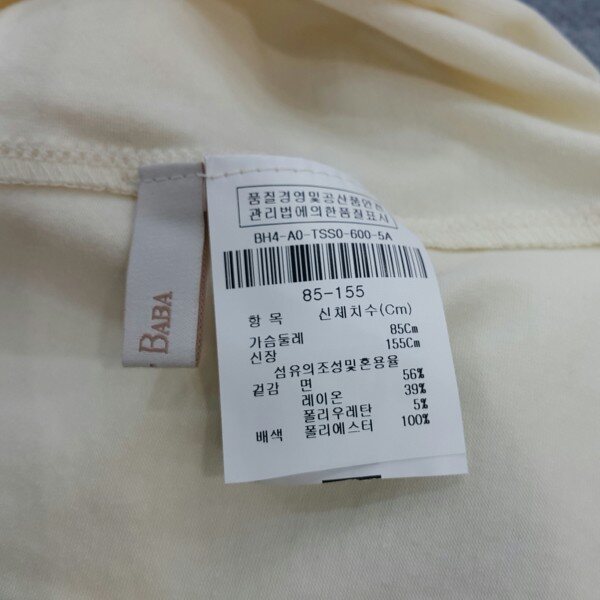 BABA
품질경영및공산품안전
관리법에의한품질표시
BH4-A0-TSS0-600-5A
85-155
항 목 신체치수(Cm)
가슴둘레 85Cm
신장 155Cm
섬유의조성및혼용율
겉감 면 56%
레이온 39%
폴리우레탄 5%
배색 폴리에스터 100%